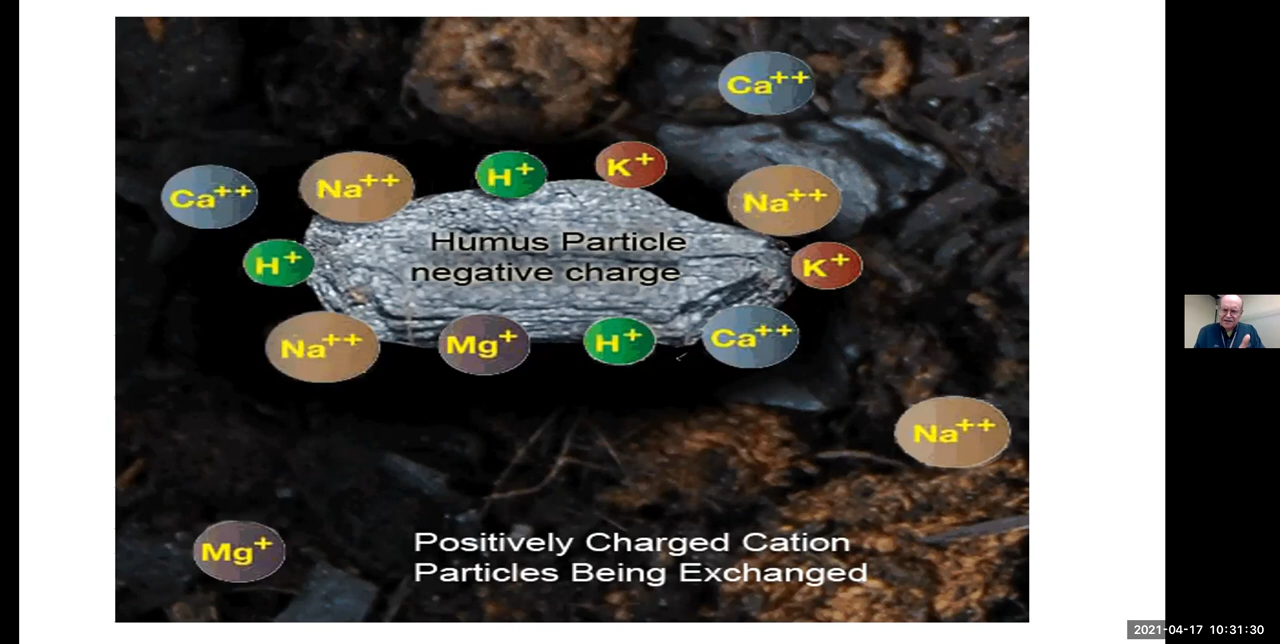 Ca++
Ca++ Na++ H+ K+ Na++
Humus Particle
negative charge
H+ K+
Na++ Mg+ H+ Ca++
Na++
Mg+
Positively Charged Cation
Particles Being Exchanged
2021-04-17 10:31:30